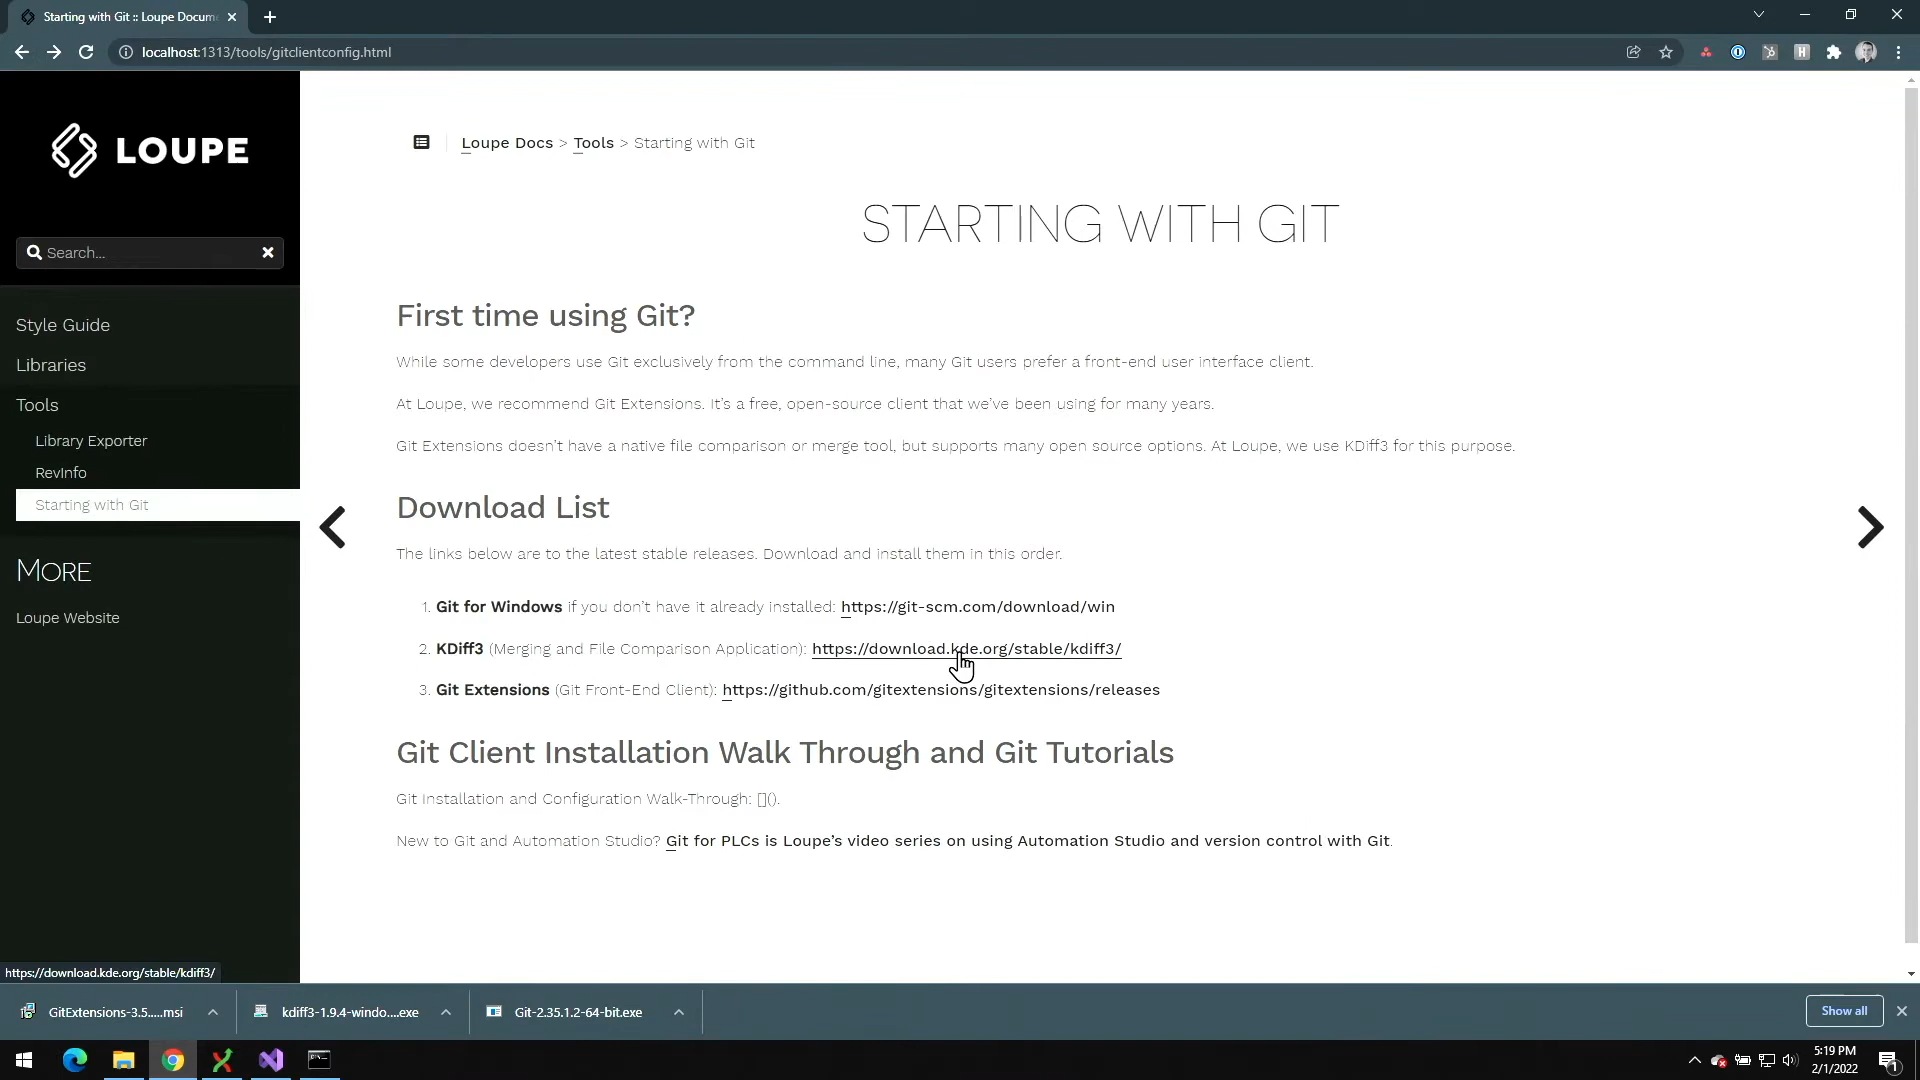 Starting with Git :: Loupe Docum
localhost:1313/tools/gitclientconfig.html
LOUPE
Search...
Style Guide
Libraries
Tools
Library Exporter
RevInfo
Starting with Git
MORE
Loupe Website
Loupe Docs > Tools > Starting with Git
STARTING WITH GIT
First time using Git?
While some developers use Git exclusively from the command line, many Git users prefer a front-end user interface client.
At Loupe, we recommend Git Extensions. It's a free, open-source client that we've been using for many years.
Git Extensions doesn't have a native file comparison or merge tool, but supports many open source options. At Loupe, we use KDiff3 for this purpose.
Download List
The links below are to the latest stable releases. Download and install them in this order.
1. Git for Windows if you don't have it already installed: https://git-scm.com/download/win
2. KDiff3 (Merging and File Comparison Application): https://download.kde.org/stable/kdiff3/
3. Git Extensions (Git Front-End Client): https://github.com/gitextensions/gitextensions/releases
Git Client Installation Walk Through and Git Tutorials
Git Installation and Configuration Walk-Through: []().
New to Git and Automation Studio? Git for PLCs is Loupe's video series on using Automation Studio and version control with Git.
https://download.kde.org/stable/kdiff3/
GitExtensions-3.5.....msi
kdiff3-1.9.4-windo....exe
Git-2.35.1.2-64-bit.exe
Show all
5:19 PM
2/1/2022
1